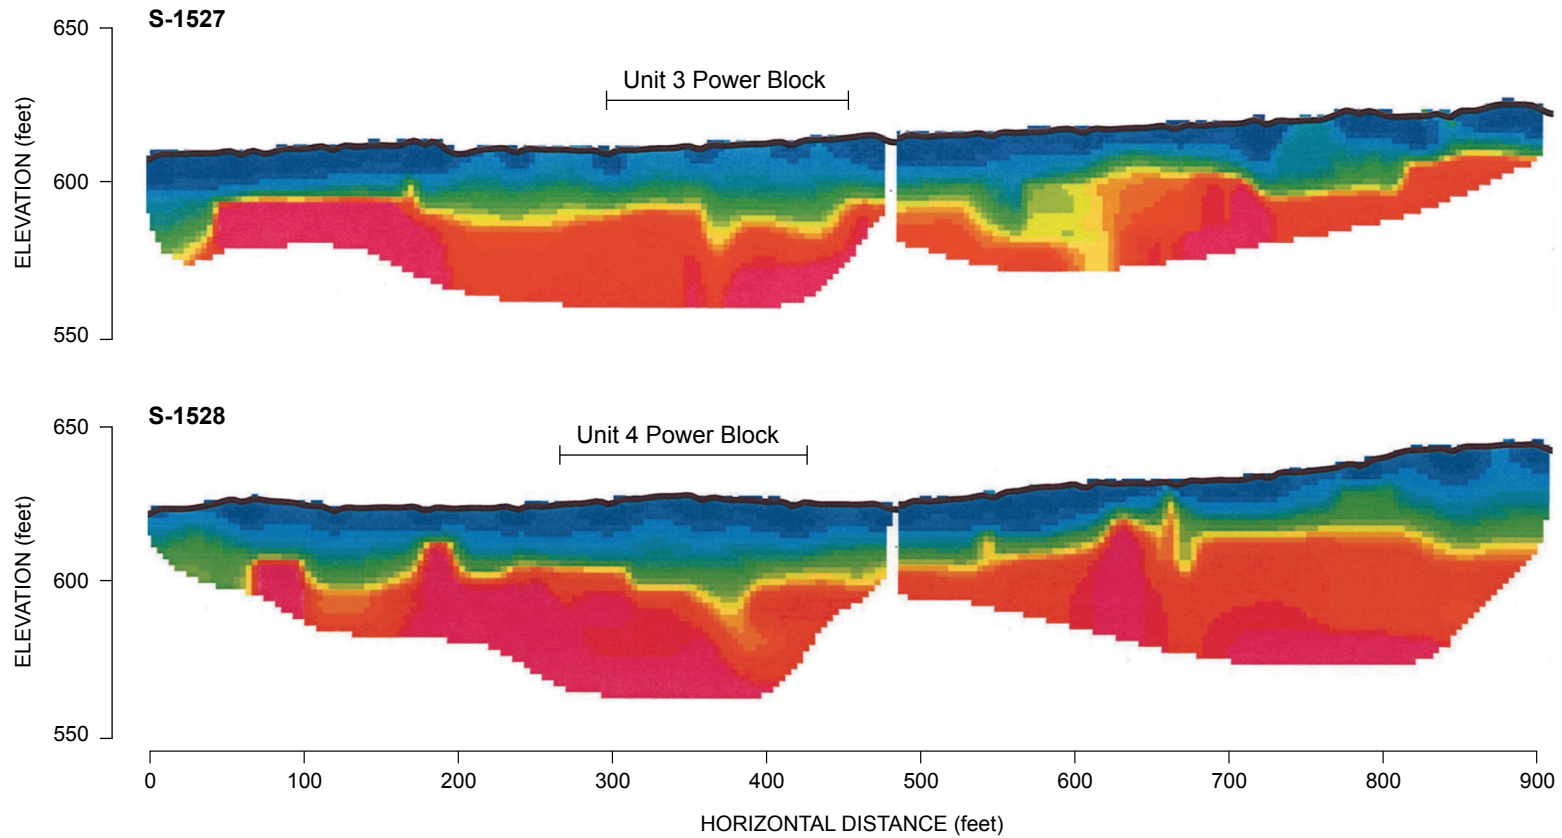 S-1527
650
600
550
ELEVATION (feet)
Unit 3 Power Block
S-1528
650
600
550
ELEVATION (feet)
Unit 4 Power Block
0 100 200 300 400 500 600 700 800 900
HORIZONTAL DISTANCE (feet)